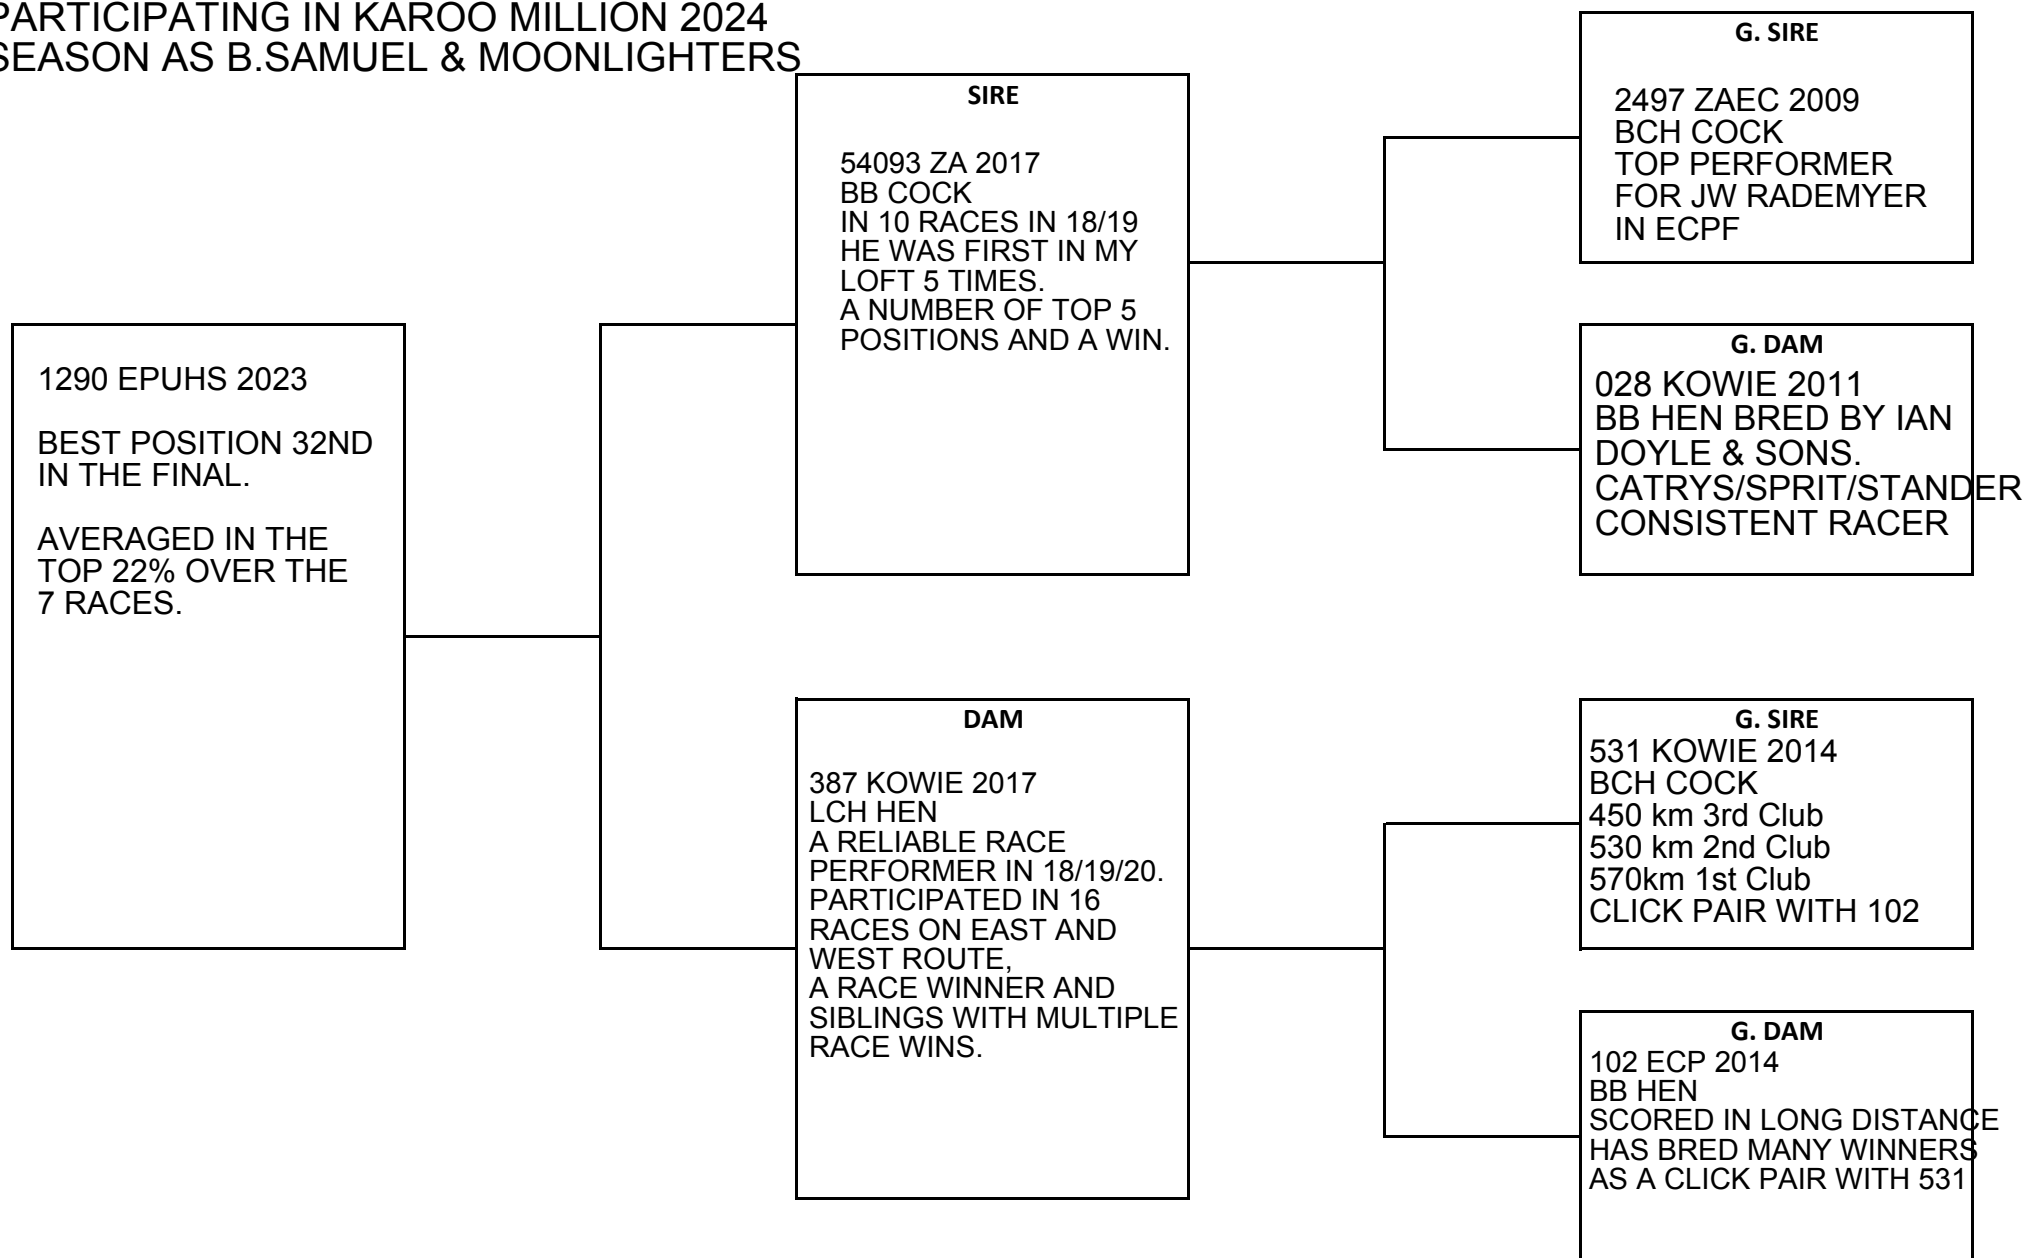 PARTICIPATING IN KAROO MILLION 2024
SEASON AS B.SAMUEL & MOONLIGHTERS
1290 EPUHS 2023
BEST POSITION 32ND
IN THE FINAL.
AVERAGED IN THE
TOP 22% OVER THE
7 RACES.
SIRE
54093 ZA 2017
BB COCK
IN 10 RACES IN 18/19
HE WAS FIRST IN MY
LOFT 5 TIMES.
A NUMBER OF TOP 5
POSITIONS AND A WIN.
DAM
387 KOWIE 2017
LCH HEN
A RELIABLE RACE
PERFORMER IN 18/19/20.
PARTICIPATED IN 16
RACES ON EAST AND
WEST ROUTE,
A RACE WINNER AND
SIBLINGS WITH MULTIPLE
RACE WINS.
G. SIRE
2497 ZAEC 2009
BCH COCK
TOP PERFORMER
FOR JW RADEMYER
IN ECPF
G. DAM
028 KOWIE 2011
BB HEN BRED BY IAN
DOYLE & SONS.
CATRYS/SPRIT/STANDER
CONSISTENT RACER
G. SIRE
531 KOWIE 2014
BCH COCK
450 km 3rd Club
530 km 2nd Club
570km 1st Club
CLICK PAIR WITH 102
G. DAM
102 ECP 2014
BB HEN
SCORED IN LONG DISTANCE
HAS BRED MANY WINNERS
AS A CLICK PAIR WITH 531